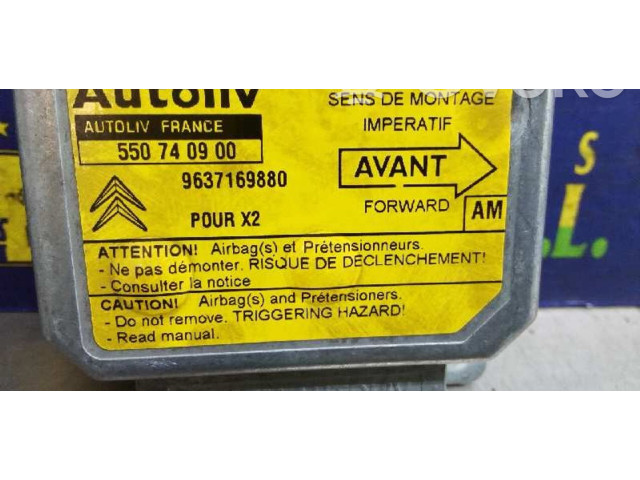 Autoliv
SENS DE MONTAGE
AUTOLIV FRANCE
IMPERATIF
550 74 09 00
AVANT
9637169880
FORWARD
AM
POUR X2
ATTENTION! Airbag(s) et Prétensionneurs.
- Ne pas démonter. RISQUE DE DECLENCHEMENT!
- Consulter la notice
CAUTION! Airbag(s) and Prétensioners.
- Do not remove. TRIGGERING HAZARD!
- Read manual.
.L.